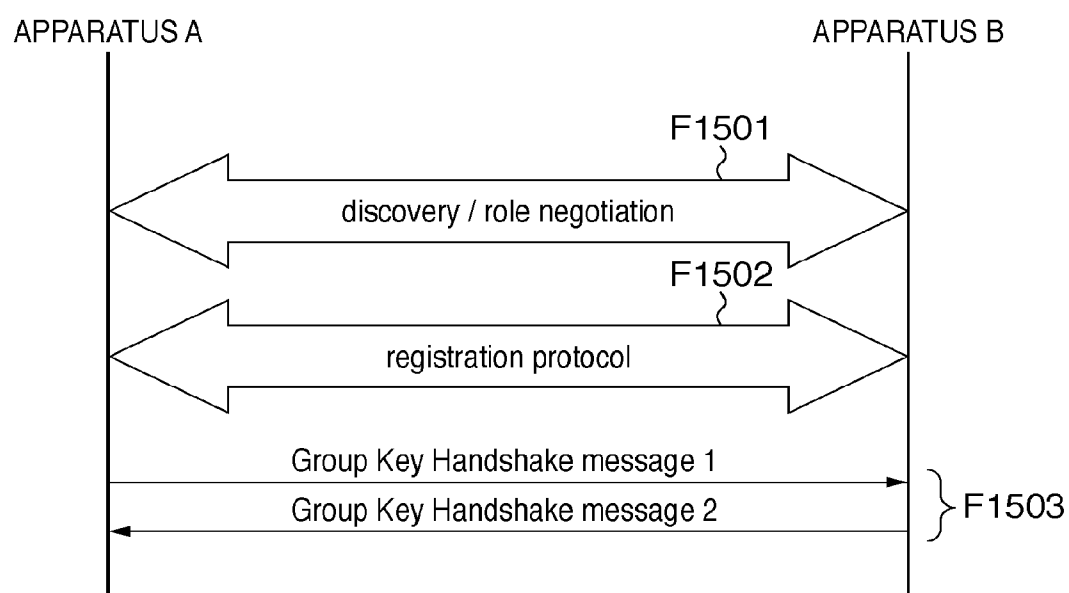 APPARATUS A
APPARATUS B
F1501
discovery / role negotiation
F1502
registration protocol
Group Key Handshake message 1
Group Key Handshake message 2
F1503